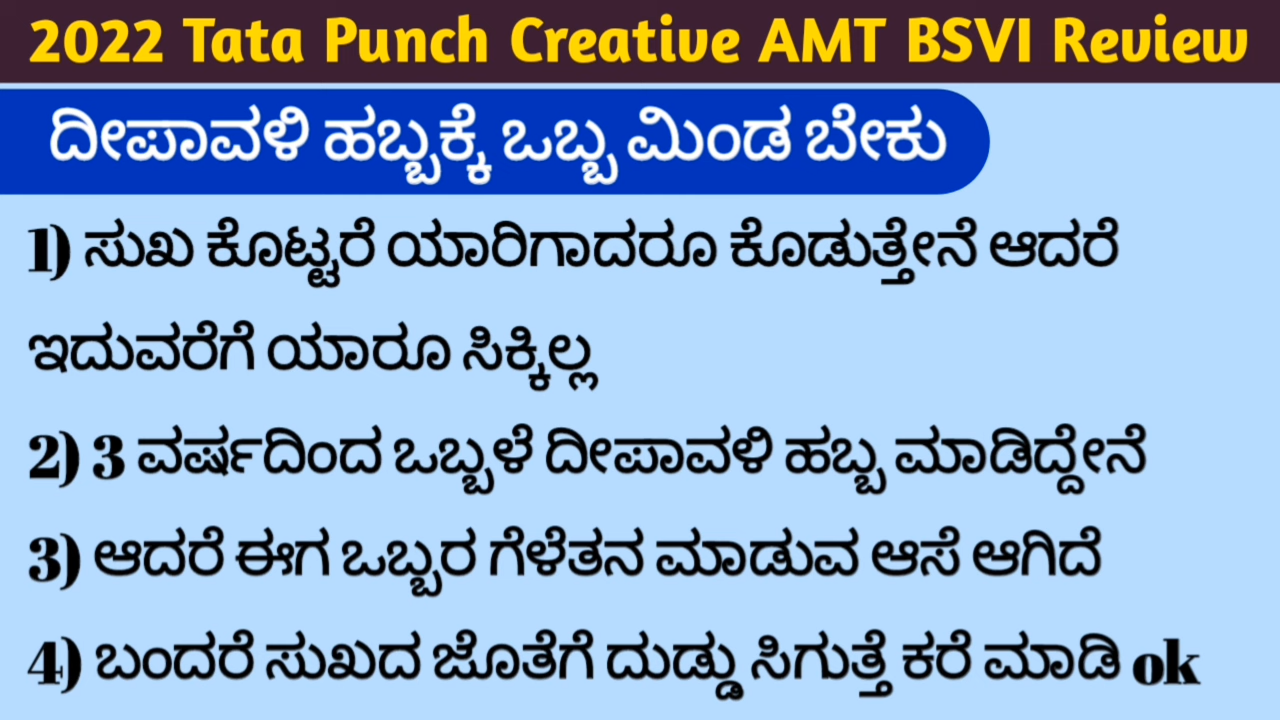 2022 Tata Punch Creative AMT BSVI Review
ದೀಪಾವಳಿ ಹಬ್ಬಕ್ಕೆ ಒಬ್ಬ ಮಿಂಡ ಬೇಕು
1) ಸುಖ ಕೊಟ್ಟರೆ ಯಾರಿಗಾದರೂ ಕೊಡುತ್ತೇನೆ ಆದರೆ
ಇದುವರೆಗೆ ಯಾರೂ ಸಿಕ್ಕಿಲ್ಲ
2) 3 ವರ್ಷದಿಂದ ಒಬ್ಬಳೆ ದೀಪಾವಳಿ ಹಬ್ಬ ಮಾಡಿದ್ದೇನೆ
3) ಆದರೆ ಈಗ ಒಬ್ಬರ ಗೆಳೆತನ ಮಾಡುವ ಆಸೆ ಆಗಿದೆ
4) ಬಂದರೆ ಸುಖದ ಜೊತೆಗೆ ದುಡ್ಡು ಸಿಗುತ್ತೆ ಕರೆ ಮಾಡಿ ok